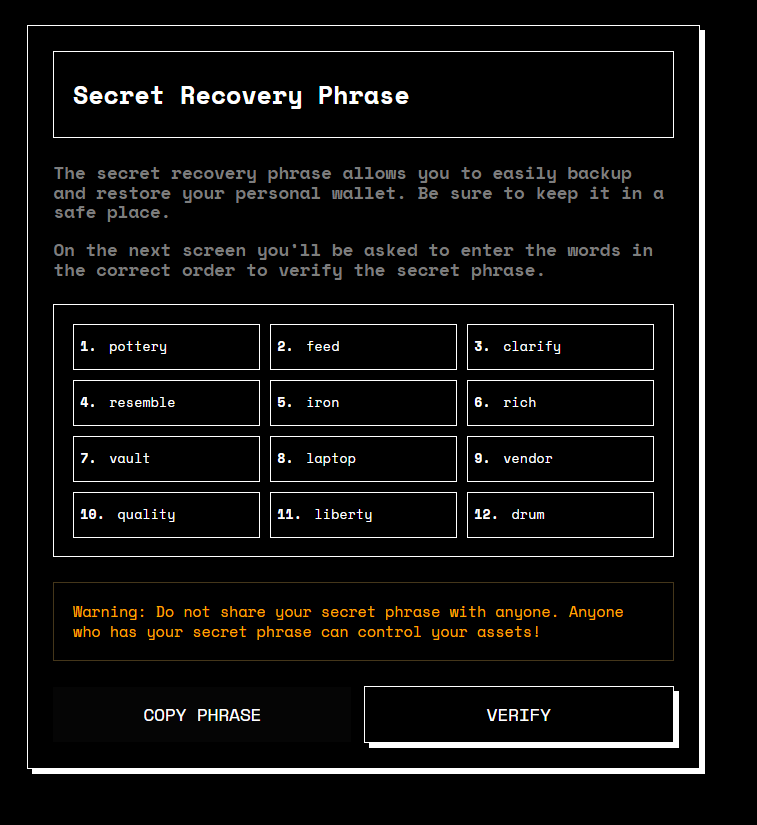 Secret Recovery Phrase
The secret recovery phrase allows you to easily backup
and restore your personal wallet. Be sure to keep it in a
safe place.
On the next screen you'll be asked to enter the words in
the correct order to verify the secret phrase.
1. pottery 2. feed 3. clarify
4. resemble 5. iron 6. rich
7. vault 8. laptop 9. vendor
10. quality 11. liberty 12. drum
Warning: Do not share your secret phrase with anyone. Anyone
who has your secret phrase can control your assets!
COPY PHRASE VERIFY